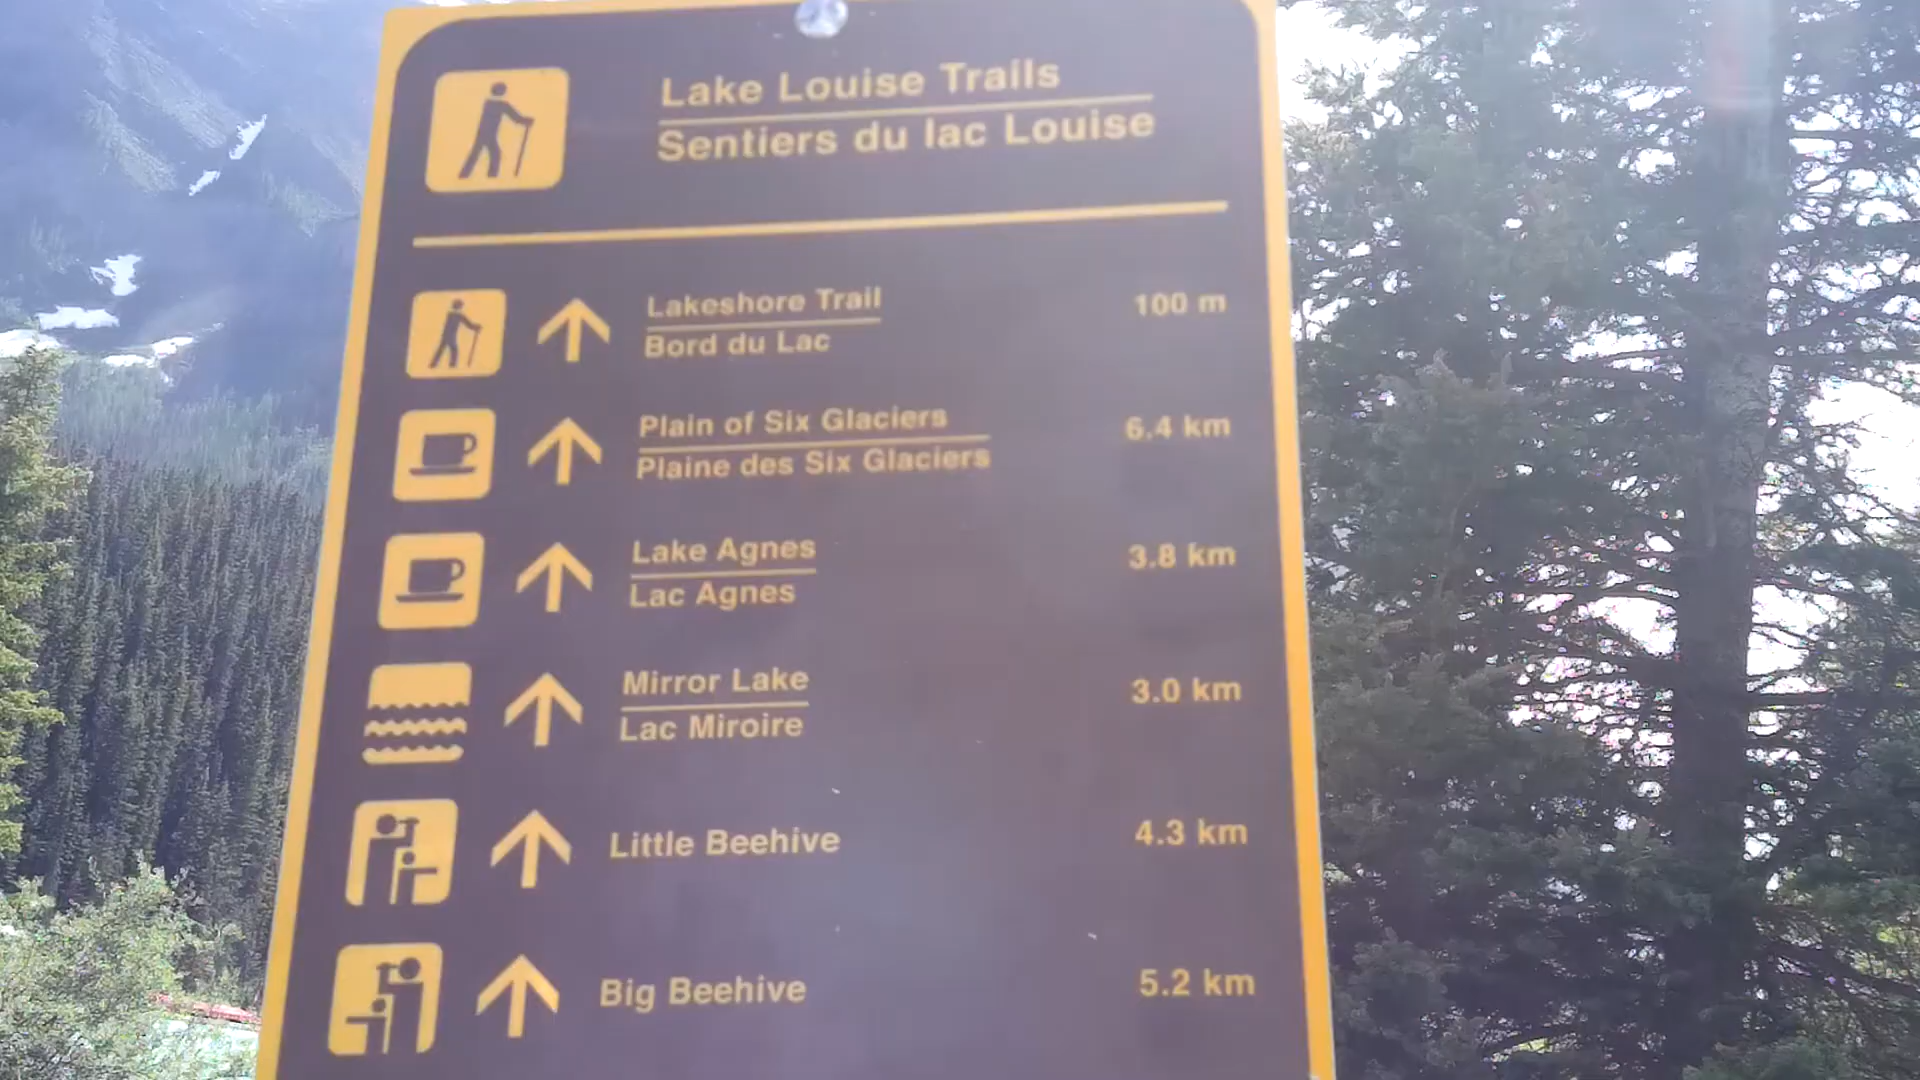 Lake Louise Trails
Sentiers du lac Louise
Lakeshore Trail 100 m
Bord du Lac
Plain of Six Glaciers 6.4 km
Plaine des Six Glaciers
Lake Agnes 3.8 km
Lac Agnes
Mirror Lake 3.0 km
Lac Miroire
Little Beehive 4.3 km
Big Beehive 5.2 km